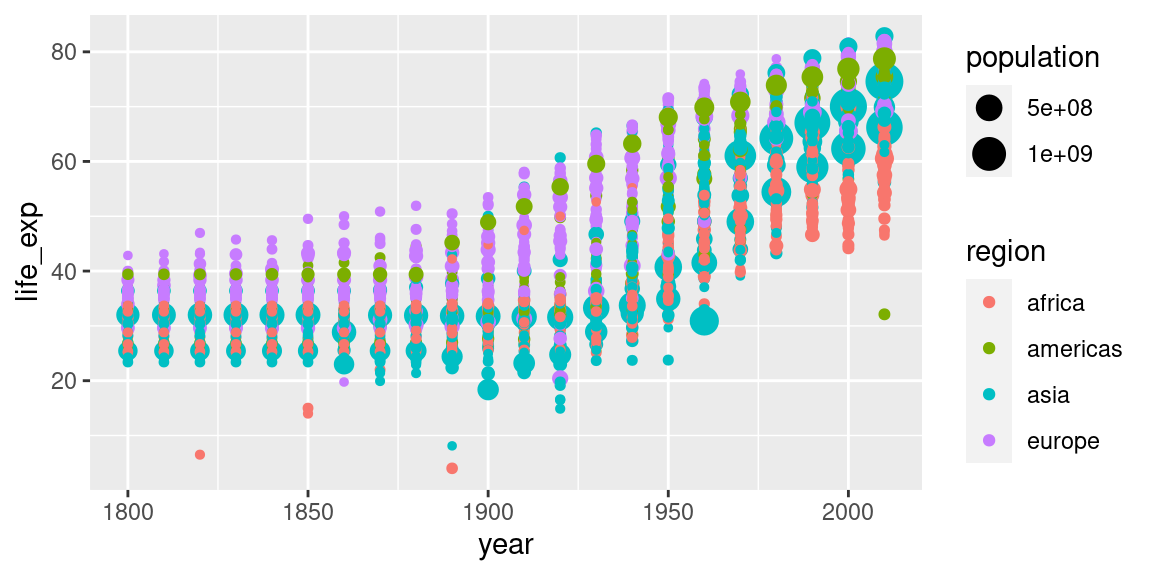 80
60
40
20
life_exp
1800 1850 1900 1950 2000
year
population
5e+08
1e+09
region
africa
americas
asia
europe